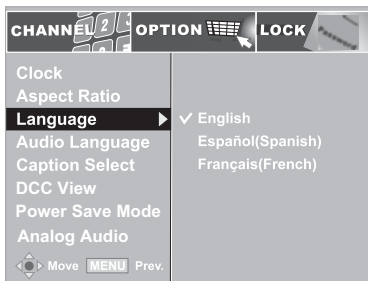 CHANNEL 2 OPTION LOCK
Clock
Aspect Ratio
Language
✓ English
Audio Language
Español(Spanish)
Caption Select
Français(French)
DCC View
Power Save Mode
Analog Audio
Move MENU Prev.